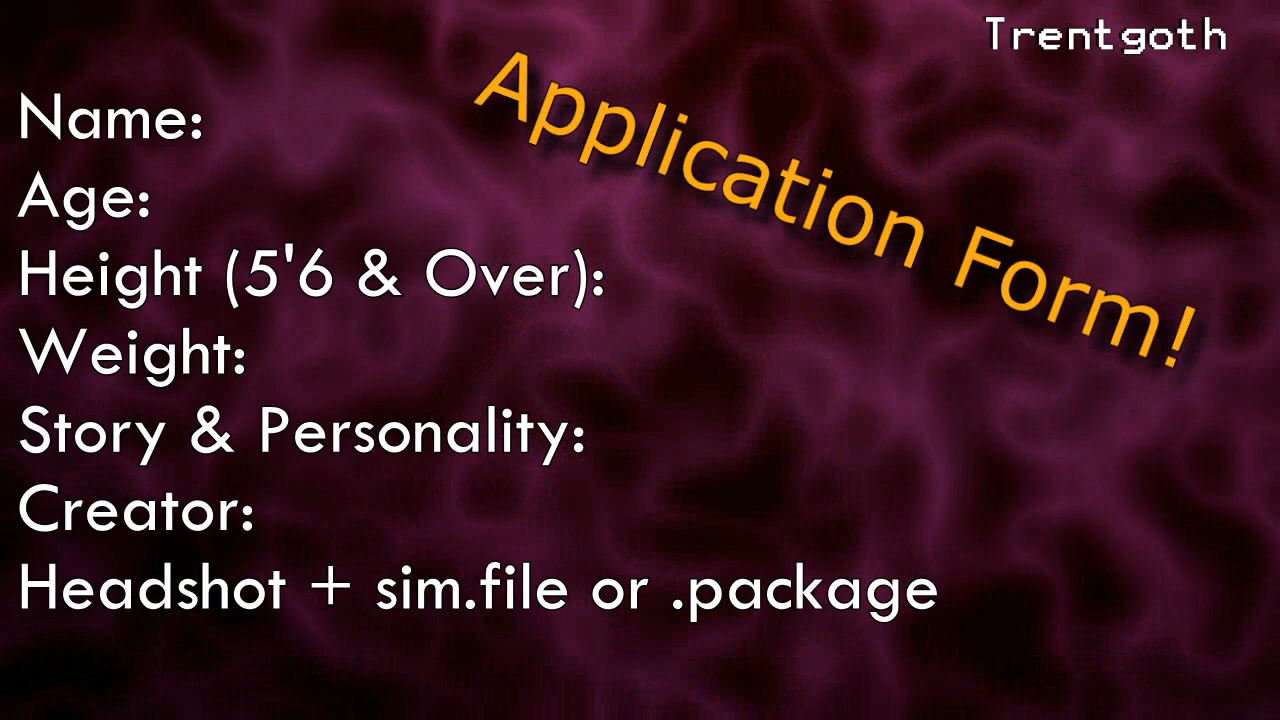 Trentgoth
Application Form!
Name:
Age:
Height (5'6 & Over):
Weight:
Story & Personality:
Creator:
Headshot + sim.file or .package